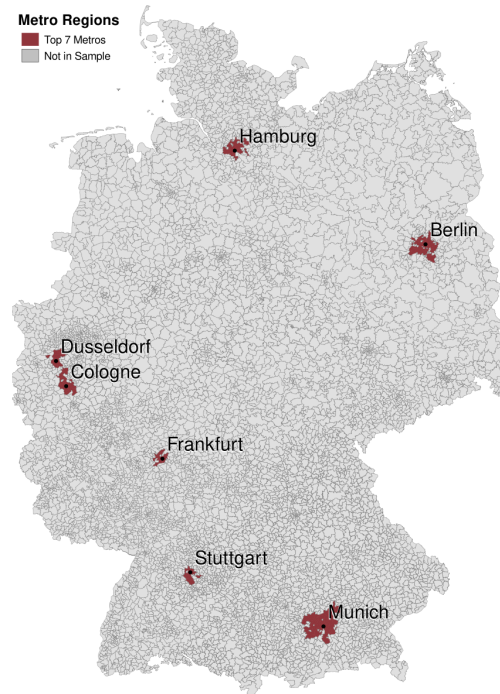 Metro Regions
Top 7 Metros
Not in Sample
Hamburg
Berlin
Dusseldorf
Cologne
Frankfurt
Stuttgart
Munich